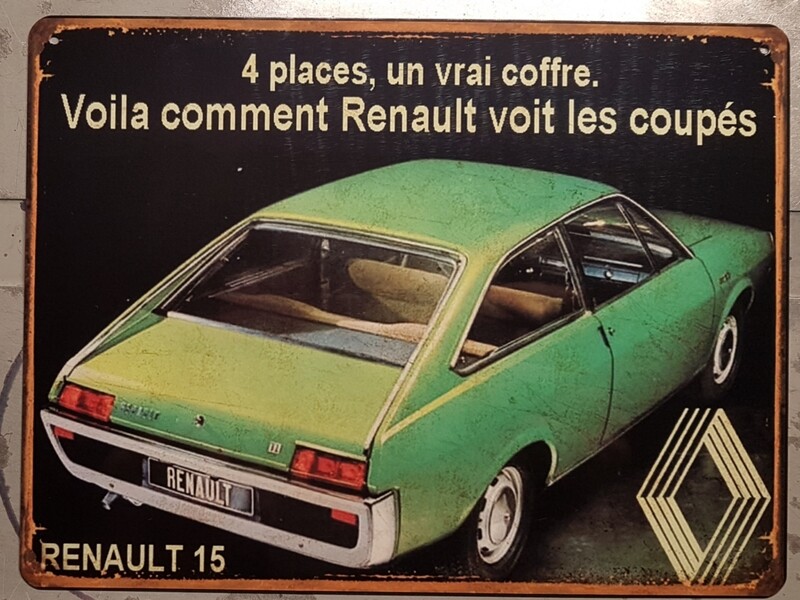 4 places, un vrai coffre.
Voila comment Renault voit les coupés
RENAULT
RENAULT 15